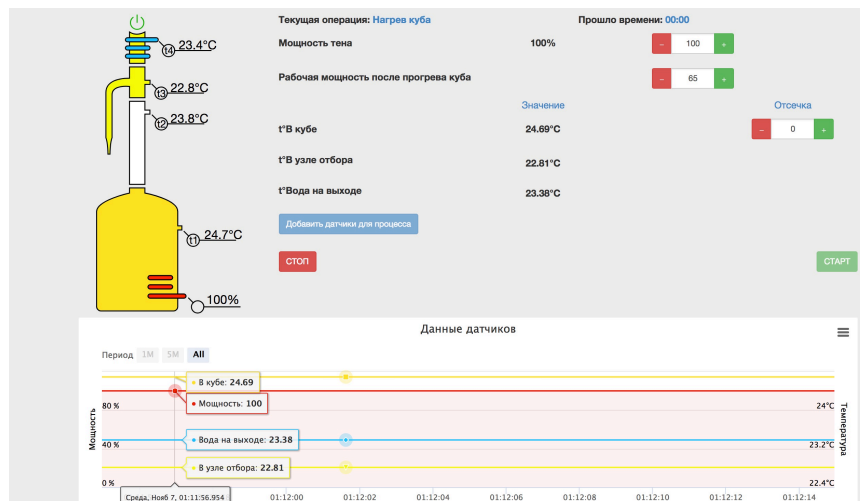 Текущая операция: Нагрев куба
Прошло времени: 00:00
t4 23.4°C
Мощность тена 100% - 100 +
t3 22.8°C
Рабочая мощность после прогрева куба - 65 +
t2 23.8°C
Значение Отсечка
t°В кубе 24.69°C - 0 +
t°В узле отбора 22.81°C
t°Вода на выходе 23.38°C
Добавить датчики для процесса
t1 24.7°C
СТОП СТАРТ
100%
Данные датчиков
Период 1M 5M All
В кубе: 24.69
Мощность: 100
80 % 24°C
Мощность
Температура
Вода на выходе: 23.38
40 % 23.2°C
В узле отбора: 22.81
0 % 22.4°C
Среда, Нояб 7, 01:11:56.954 01:12:00 01:12:02 01:12:04 01:12:06 01:12:08 01:12:10 01:12:12 01:12:14